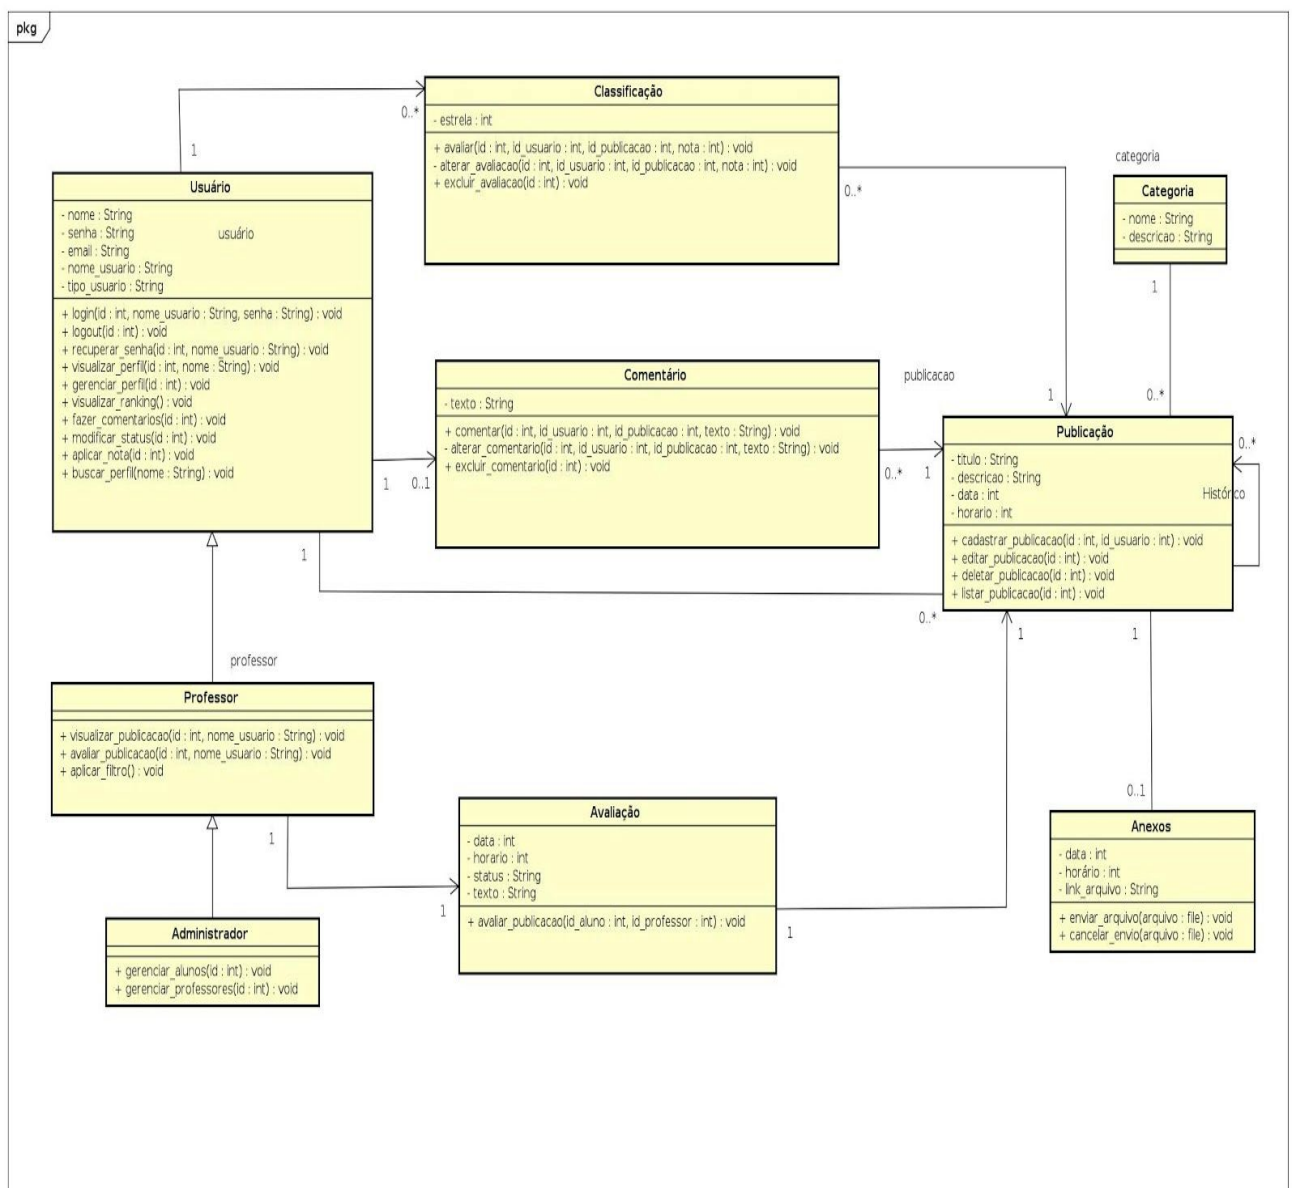 pkg
Classificação
- estrela : int
+ avaliar(id : int, id_usuario : int, id_publicacao : int, nota : int) : void
- alterar_avaliacao(id : int, id_usuario : int, id_publicacao : int, nota : int) : void
+ excluir_avaliacao(id : int) : void
0..*
1
0..*
categoria
Categoria
- nome : String
- descricao : String
1
0..*
Usuário
- nome : String
- senha : String
usuário
- email : String
- nome_usuario : String
- tipo_usuario : String
+ login(id : int, nome_usuario : String, senha : String) : void
+ logout(id : int) : void
+ recuperar_senha(id : int, nome_usuario : String) : void
+ visualizar_perfil(id : int, nome : String) : void
+ gerenciar_perfil(id : int) : void
+ visualizar_ranking() : void
+ fazer_comentarios(id : int) : void
+ modificar_status(id : int) : void
+ aplicar_nota(id : int) : void
+ buscar_perfil(nome : String) : void
1
0..1
Comentário
- texto : String
+ comentar(id : int, id_usuario : int, id_publicacao : int, texto : String) : void
- alterar_comentario(id : int, id_usuario : int, id_publicacao : int, texto : String) : void
+ excluir_comentario(id : int) : void
publicacao
0..*
1
1
Publicação
- titulo : String
- descricao : String
- data : int
- horario : int
+ cadastrar_publicacao(id : int, id_usuario : int) : void
+ editar_publicacao(id : int) : void
+ deletar_publicacao(id : int) : void
+ listar_publicacao(id : int) : void
0..*
Histórico
1
0..*
1
1
professor
Professor
+ visualizar_publicacao(id : int, nome_usuario : String) : void
+ avaliar_publicacao(id : int, nome_usuario : String) : void
+ aplicar_filtro() : void
1
1
Avaliação
- data : int
- horario : int
- status : String
- texto : String
+ avaliar_publicacao(id_aluno : int, id_professor : int) : void
1
0..1
Anexos
- data : int
- horário : int
- link_arquivo : String
+ enviar_arquivo(arquivo : file) : void
+ cancelar_envio(arquivo : file) : void
Administrador
+ gerenciar_alunos(id : int) : void
+ gerenciar_professores(id : int) : void